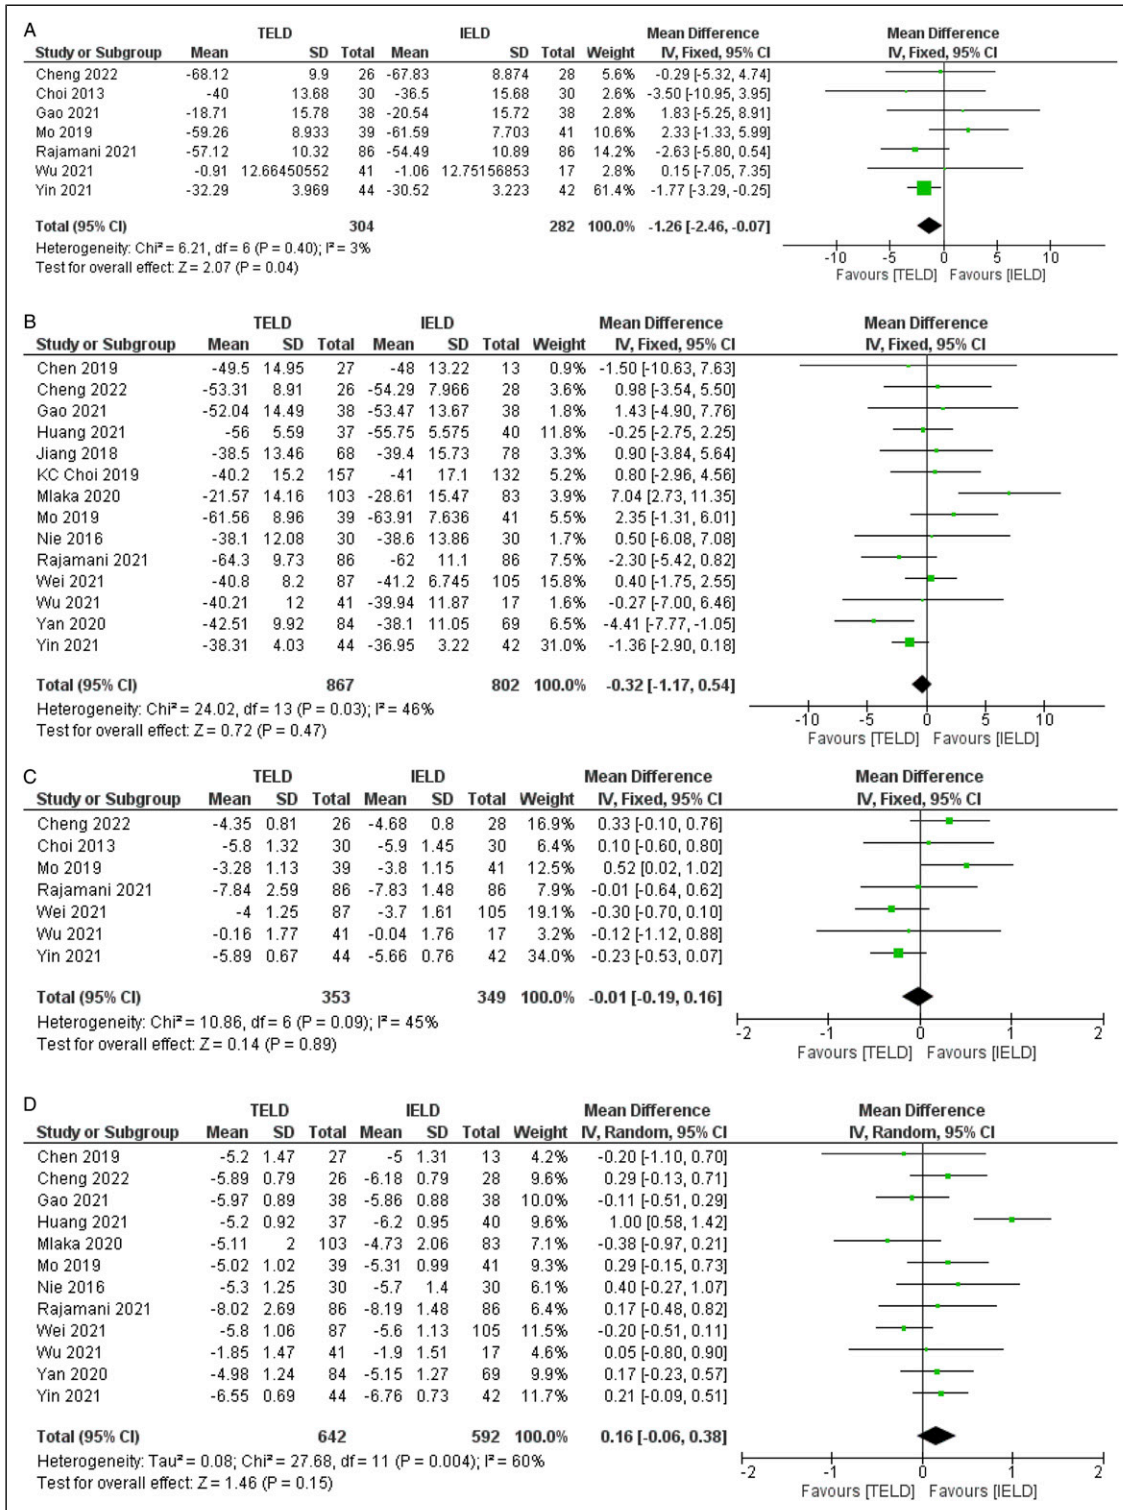 A
TELD IELD Mean Difference Mean Difference
Study or Subgroup Mean SD Total Mean SD Total Weight IV, Fixed, 95% CI IV, Fixed, 95% CI
Cheng 2022 -68.12 9.9 26 -67.83 8.874 28 5.6% -0.29 [-5.32, 4.74]
Choi 2013 -40 13.68 30 -36.5 15.68 30 2.6% -3.50 [-10.95, 3.95]
Gao 2021 -18.71 15.78 38 -20.54 15.72 38 2.8% 1.83 [-5.25, 8.91]
Mo 2019 -59.26 8.933 39 -61.59 7.703 41 10.6% 2.33 [-1.33, 5.99]
Rajamani 2021 -57.12 10.32 86 -54.49 10.89 86 14.2% -2.63 [-5.80, 0.54]
Wu 2021 -0.91 12.66450552 41 -1.06 12.75156853 17 2.8% 0.15 [-7.05, 7.35]
Yin 2021 -32.29 3.969 44 -30.52 3.223 42 61.4% -1.77 [-3.29, -0.25]
Total (95% CI) 304 282 100.0% -1.26 [-2.46, -0.07]
Heterogeneity: Chi² = 6.21, df = 6 (P = 0.40); I² = 3%
Test for overall effect: Z = 2.07 (P = 0.04)
-10 -5 0 5 10
Favours [TELD] Favours [IELD]
B
TELD IELD Mean Difference Mean Difference
Study or Subgroup Mean SD Total Mean SD Total Weight IV, Fixed, 95% CI IV, Fixed, 95% CI
Chen 2019 -49.5 14.95 27 -48 13.22 13 0.9% -1.50 [-10.63, 7.63]
Cheng 2022 -53.31 8.91 26 -54.29 7.966 28 3.6% 0.98 [-3.54, 5.50]
Gao 2021 -52.04 14.49 38 -53.47 13.67 38 1.8% 1.43 [-4.90, 7.76]
Huang 2021 -56 5.59 37 -55.75 5.575 40 11.8% -0.25 [-2.75, 2.25]
Jiang 2018 -38.5 13.46 68 -39.4 15.73 78 3.3% 0.90 [-3.84, 5.64]
KC Choi 2019 -40.2 15.2 157 -41 17.1 132 5.2% 0.80 [-2.96, 4.56]
Mlaka 2020 -21.57 14.16 103 -28.61 15.47 83 3.9% 7.04 [2.73, 11.35]
Mo 2019 -61.56 8.96 39 -63.91 7.636 41 5.5% 2.35 [-1.31, 6.01]
Nie 2016 -38.1 12.08 30 -38.6 13.86 30 1.7% 0.50 [-6.08, 7.08]
Rajamani 2021 -64.3 9.73 86 -62 11.1 86 7.5% -2.30 [-5.42, 0.82]
Wei 2021 -40.8 8.2 87 -41.2 6.745 105 15.8% 0.40 [-1.75, 2.55]
Wu 2021 -40.21 12 41 -39.94 11.87 17 1.6% -0.27 [-7.00, 6.46]
Yan 2020 -42.51 9.92 84 -38.1 11.05 69 6.5% -4.41 [-7.77, -1.05]
Yin 2021 -38.31 4.03 44 -36.95 3.22 42 31.0% -1.36 [-2.90, 0.18]
Total (95% CI) 867 802 100.0% -0.32 [-1.17, 0.54]
Heterogeneity: Chi² = 24.02, df = 13 (P = 0.03); I² = 46%
Test for overall effect: Z = 0.72 (P = 0.47)
-10 -5 0 5 10
Favours [TELD] Favours [IELD]
C
TELD IELD Mean Difference Mean Difference
Study or Subgroup Mean SD Total Mean SD Total Weight IV, Fixed, 95% CI IV, Fixed, 95% CI
Cheng 2022 -4.35 0.81 26 -4.68 0.8 28 16.9% 0.33 [-0.10, 0.76]
Choi 2013 -5.8 1.32 30 -5.9 1.45 30 6.4% 0.10 [-0.60, 0.80]
Mo 2019 -3.28 1.13 39 -3.8 1.15 41 12.5% 0.52 [0.02, 1.02]
Rajamani 2021 -7.84 2.59 86 -7.83 1.48 86 7.9% -0.01 [-0.64, 0.62]
Wei 2021 -4 1.25 87 -3.7 1.61 105 19.1% -0.30 [-0.70, 0.10]
Wu 2021 -0.16 1.77 41 -0.04 1.76 17 3.2% -0.12 [-1.12, 0.88]
Yin 2021 -5.89 0.67 44 -5.66 0.76 42 34.0% -0.23 [-0.53, 0.07]
Total (95% CI) 353 349 100.0% -0.01 [-0.19, 0.16]
Heterogeneity: Chi² = 10.86, df = 6 (P = 0.09); I² = 45%
Test for overall effect: Z = 0.14 (P = 0.89)
-2 -1 0 1 2
Favours [TELD] Favours [IELD]
D
TELD IELD Mean Difference Mean Difference
Study or Subgroup Mean SD Total Mean SD Total Weight IV, Random, 95% CI IV, Random, 95% CI
Chen 2019 -5.2 1.47 27 -5 1.31 13 4.2% -0.20 [-1.10, 0.70]
Cheng 2022 -5.89 0.79 26 -6.18 0.79 28 9.6% 0.29 [-0.13, 0.71]
Gao 2021 -5.97 0.89 38 -5.86 0.88 38 10.0% -0.11 [-0.51, 0.29]
Huang 2021 -5.2 0.92 37 -6.2 0.95 40 9.6% 1.00 [0.58, 1.42]
Mlaka 2020 -5.11 2 103 -4.73 2.06 83 7.1% -0.38 [-0.97, 0.21]
Mo 2019 -5.02 1.02 39 -5.31 0.99 41 9.3% 0.29 [-0.15, 0.73]
Nie 2016 -5.3 1.25 30 -5.7 1.4 30 6.1% 0.40 [-0.27, 1.07]
Rajamani 2021 -8.02 2.69 86 -8.19 1.48 86 6.4% 0.17 [-0.48, 0.82]
Wei 2021 -5.8 1.06 87 -5.6 1.13 105 11.5% -0.20 [-0.51, 0.11]
Wu 2021 -1.85 1.47 41 -1.9 1.51 17 4.6% 0.05 [-0.80, 0.90]
Yan 2020 -4.98 1.24 84 -5.15 1.27 69 10.0% 0.17 [-0.23, 0.57]
Yin 2021 -6.55 0.69 44 -6.76 0.73 42 11.7% 0.21 [-0.09, 0.51]
Total (95% CI) 642 592 100.0% 0.16 [-0.06, 0.38]
Heterogeneity: Tau² = 0.08; Chi² = 27.68, df = 11 (P = 0.004); I² = 60%
Test for overall effect: Z = 1.46 (P = 0.15)
-2 -1 0 1 2
Favours [TELD] Favours [IELD]